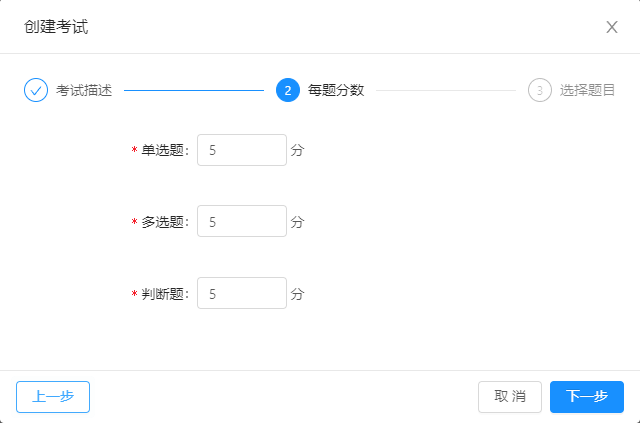 创建考试
考试描述 2 每题分数 3 选择题目
* 单选题: 5 分
* 多选题: 5 分
* 判断题: 5 分
上一步 取 消 下一步